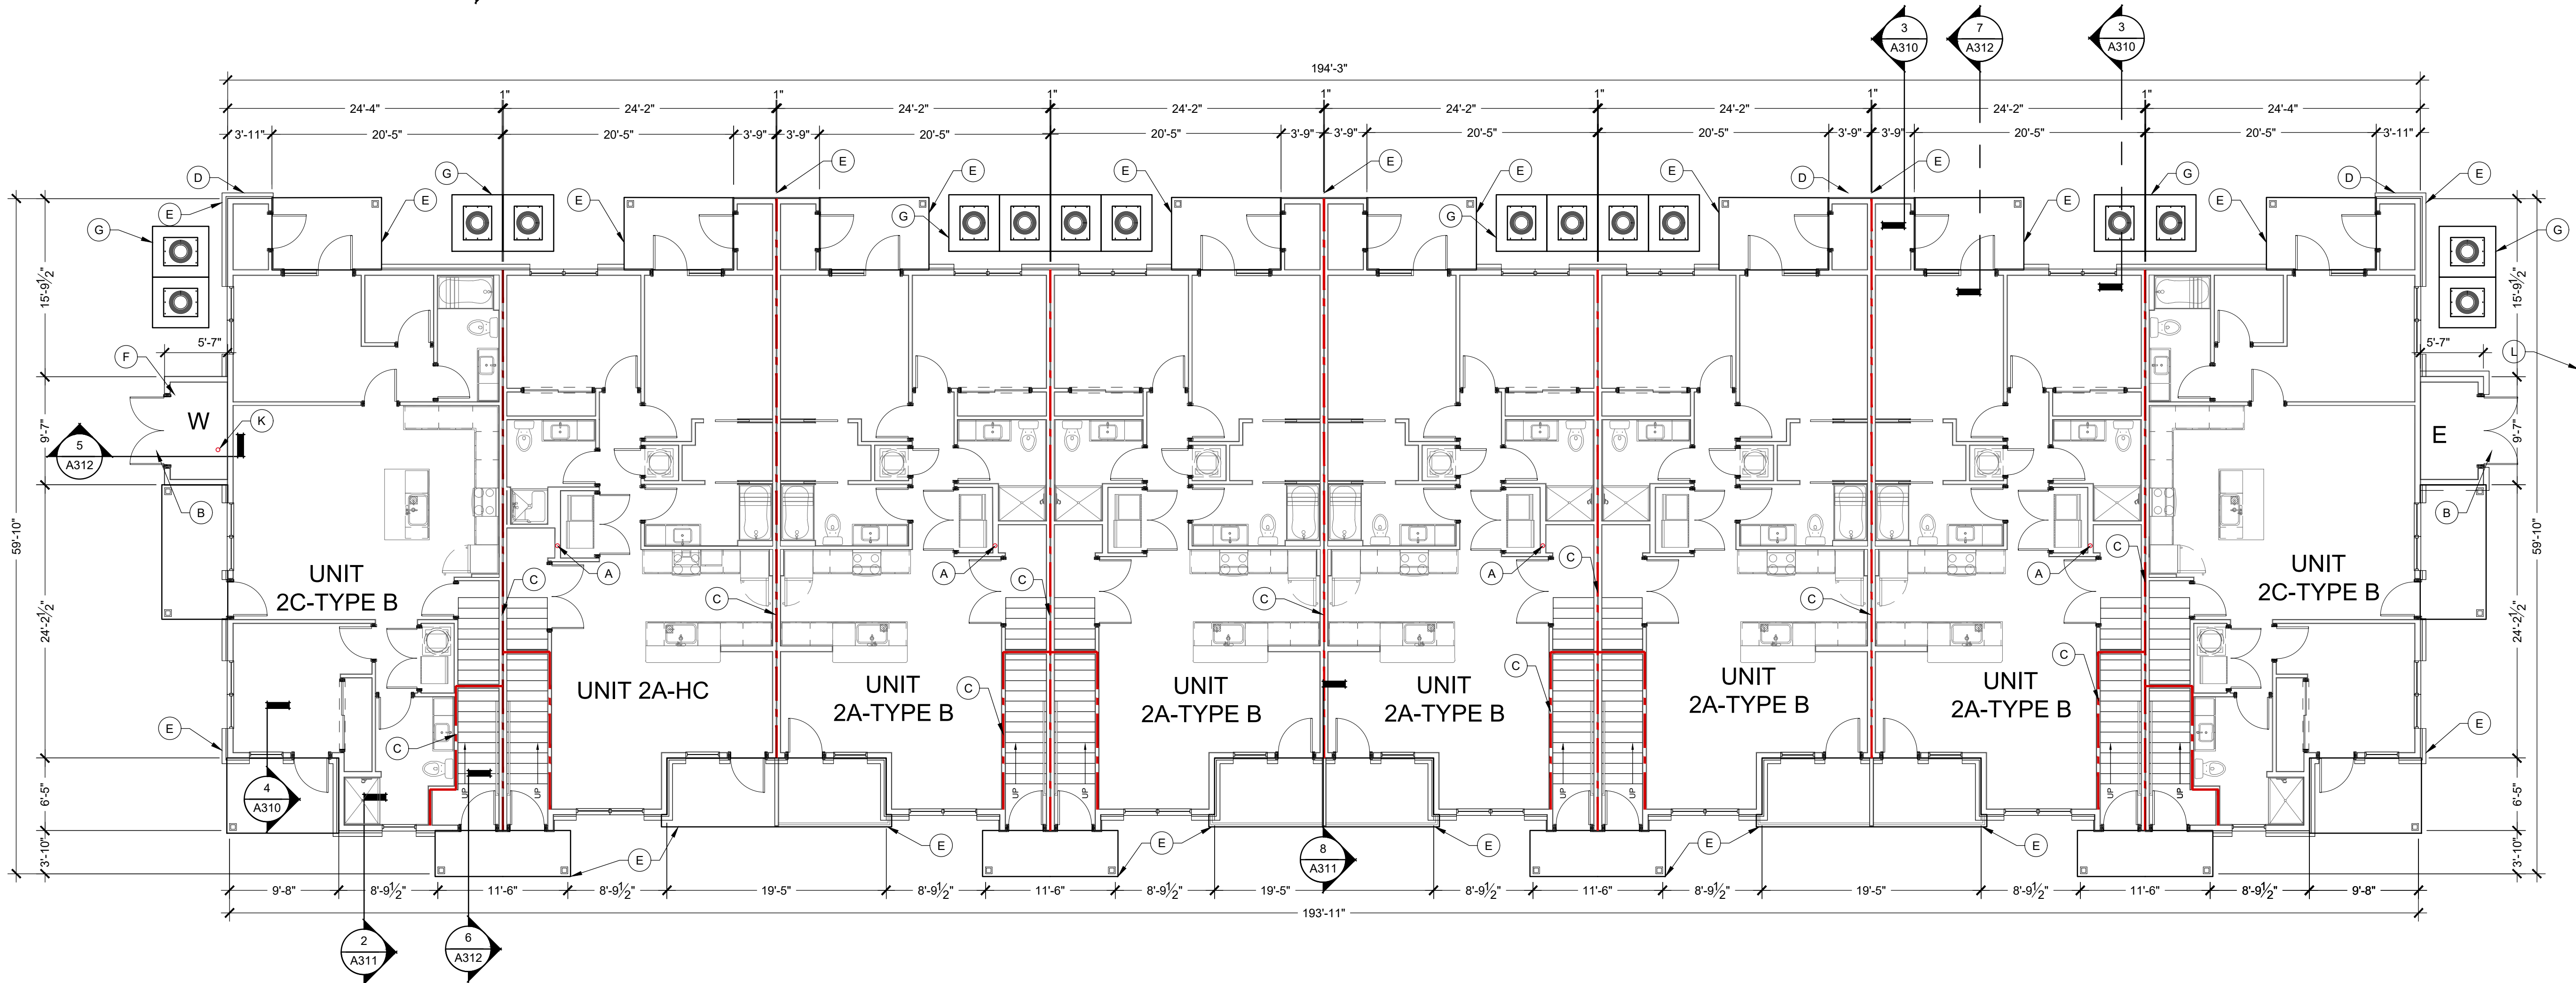 3
A310
7
A312
3
A310
194'-3"
24'-4" 1" 24'-2" 1" 24'-2" 1" 24'-2" 1" 24'-2" 1" 24'-2" 1" 24'-2" 1" 24'-4"
3'-11" 20'-5" 20'-5" 3'-9" 3'-9" 20'-5" 20'-5" 3'-9" 3'-9" 20'-5" 20'-5" 3'-9" 3'-9" 20'-5" 20'-5" 3'-11"
E E E E E E
D G E E D G D E
E E G E G E E E
G G
15'-9½" 15'-9½"
5'-7" 5'-7"
F L
W E
K
9'-7" 9'-7"
5
A312
B B
59'-10" 59'-10"
A A A A
C C C C
C C C
24'-2½" 24'-2½"
UNIT
2C-TYPE B
UNIT 2A-HC
UNIT
2A-TYPE B
UNIT
2A-TYPE B
UNIT
2A-TYPE B
UNIT
2A-TYPE B
UNIT
2A-TYPE B
UNIT
2C-TYPE B
C C C C
E E
UP UP UP UP UP UP UP UP
4
A310
6'-5" 6'-5"
3'-10" 3'-10"
E E E E E E
8
A311
9'-8" 8'-9½" 11'-6" 8'-9½" 19'-5" 8'-9½" 11'-6" 8'-9½" 19'-5" 8'-9½" 11'-6" 8'-9½" 19'-5" 8'-9½" 11'-6" 8'-9½" 9'-8"
193'-11"
2
A311
6
A312